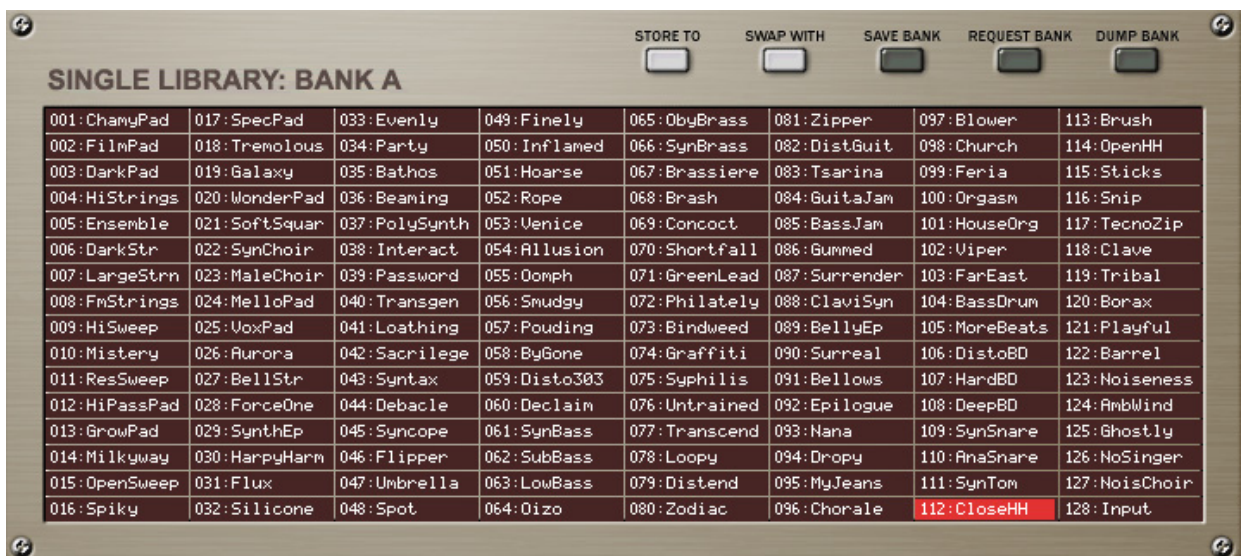 STORE TO SWAP WITH SAVE BANK REQUEST BANK DUMP BANK
SINGLE LIBRARY: BANK A
001:ChamyPad 017:SpecPad 033:Evenly 049:Finely 065:ObyBrass 081:Zipper 097:Blower 113:Brush
002:FilmPad 018:Tremolous 034:Party 050:Inflamed 066:SynBrass 082:DistGuit 098:Church 114:OpenHH
003:DarkPad 019:Galaxy 035:Bathos 051:Hoarse 067:Brassiere 083:Tsarina 099:Feria 115:Sticks
004:HiStrings 020:WonderPad 036:Beaming 052:Rope 068:Brash 084:GuitaJam 100:Orgasm 116:Snip
005:Ensemble 021:SoftSquar 037:PolySynth 053:Venice 069:Concoct 085:BassJam 101:HouseOrg 117:TecnoZip
006:DarkStr 022:SynChoir 038:Interact 054:Allusion 070:Shortfall 086:Gummed 102:Viper 118:Clave
007:LargeStrn 023:MaleChoir 039:Password 055:Oomph 071:GreenLead 087:Surrender 103:FarEast 119:Tribal
008:FmStrings 024:MelloPad 040:Transgen 056:Smudgy 072:Philately 088:ClaviSyn 104:BassDrum 120:Borax
009:HiSweep 025:VoxPad 041:Loathing 057:Pouding 073:Bindweed 089:BellyEp 105:MoreBeats 121:Playful
010:Mistery 026:Aurora 042:Sacrilege 058:ByGone 074:Graffiti 090:Surreal 106:DistoBD 122:Barrel
011:ResSweep 027:BellStr 043:Syntax 059:Disto303 075:Syphilis 091:Bellows 107:HardBD 123:Noiseness
012:HiPassPad 028:ForceOne 044:Debacle 060:Declaim 076:Untrained 092:Epilogue 108:DeepBD 124:AmbWind
013:GrowPad 029:SynthEp 045:Syncope 061:SynBass 077:Transcend 093:Nana 109:SynSnare 125:Ghostly
014:Milkyway 030:HarpyHarm 046:Flipper 062:SubBass 078:Loopy 094:Dropy 110:AnaSnare 126:NoSinger
015:OpenSweep 031:Flux 047:Umbrella 063:LowBass 079:Distend 095:MyJeans 111:SynTom 127:NoisChoir
016:Spiky 032:Silicone 048:Spot 064:Oizo 080:Zodiac 096:Chorale 112:CloseHH 128:Input